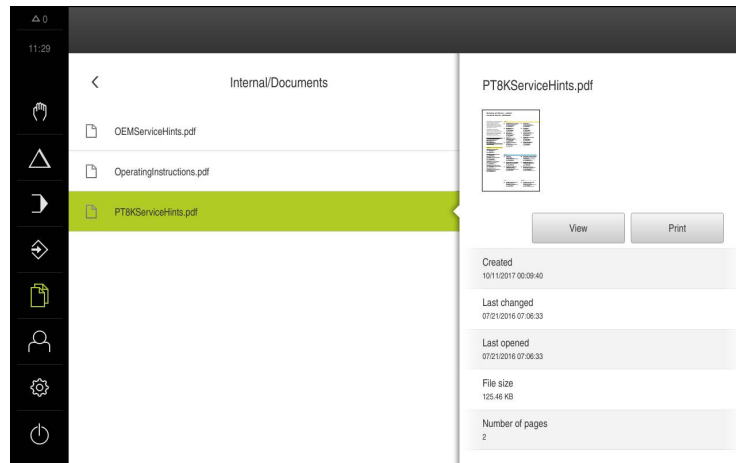 0
11:29
Internal/Documents
OEMServiceHints.pdf
OperatingInstructions.pdf
PT8KServiceHints.pdf
PT8KServiceHints.pdf
View
Print
Created
10/11/2017 00:09:40
Last changed
07/21/2016 07:06:33
Last opened
07/21/2016 07:06:33
File size
125.46 KB
Number of pages
2